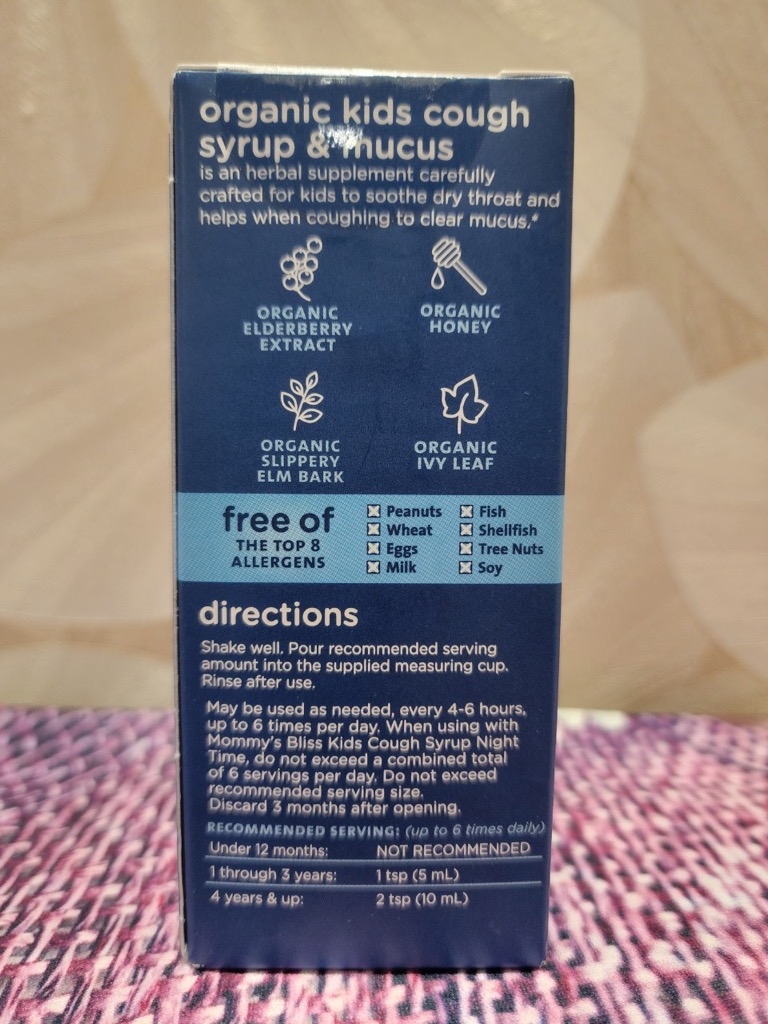 organic kids cough
syrup & mucus
is an herbal supplement carefully
crafted for kids to soothe dry throat and
helps when coughing to clear mucus.*
ORGANIC
ELDERBERRY
EXTRACT
ORGANIC
HONEY
ORGANIC
SLIPPERY
ELM BARK
ORGANIC
IVY LEAF
free of
THE TOP 8
ALLERGENS
Peanuts
Wheat
Eggs
Milk
Fish
Shellfish
Tree Nuts
Soy
directions
Shake well. Pour recommended serving
amount into the supplied measuring cup.
Rinse after use.
May be used as needed, every 4-6 hours,
up to 6 times per day. When using with
Mommy's Bliss Kids Cough Syrup Night
Time, do not exceed a combined total
of 6 servings per day. Do not exceed
recommended serving size.
Discard 3 months after opening.
RECOMMENDED SERVING: (up to 6 times daily)
Under 12 months: NOT RECOMMENDED
1 through 3 years: 1 tsp (5 mL)
4 years & up: 2 tsp (10 mL)